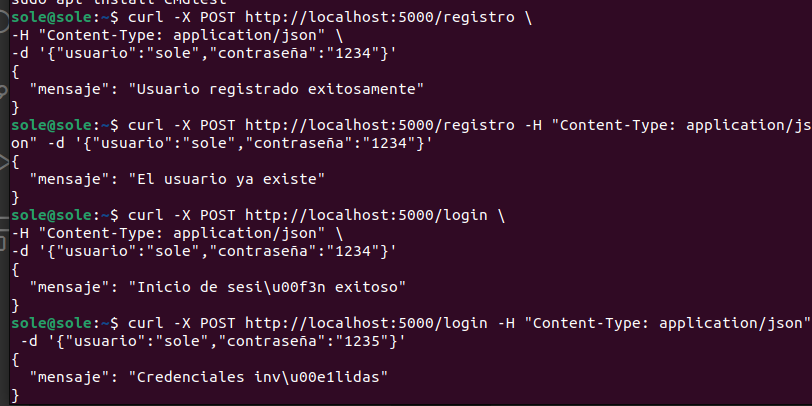 sudo apt install cmdtest
sole@sole:~$ curl -X POST http://localhost:5000/registro \
-H "Content-Type: application/json" \
-d '{"usuario":"sole","contraseña":"1234"}'
{
  "mensaje": "Usuario registrado exitosamente"
}
sole@sole:~$ curl -X POST http://localhost:5000/registro -H "Content-Type: application/js
on" -d '{"usuario":"sole","contraseña":"1234"}'
{
  "mensaje": "El usuario ya existe"
}
sole@sole:~$ curl -X POST http://localhost:5000/login \
-H "Content-Type: application/json" \
-d '{"usuario":"sole","contraseña":"1234"}'
{
  "mensaje": "Inicio de sesi\u00f3n exitoso"
}
sole@sole:~$ curl -X POST http://localhost:5000/login -H "Content-Type: application/json"
 -d '{"usuario":"sole","contraseña":"1235"}'
{
  "mensaje": "Credenciales inv\u00e1lidas"
}